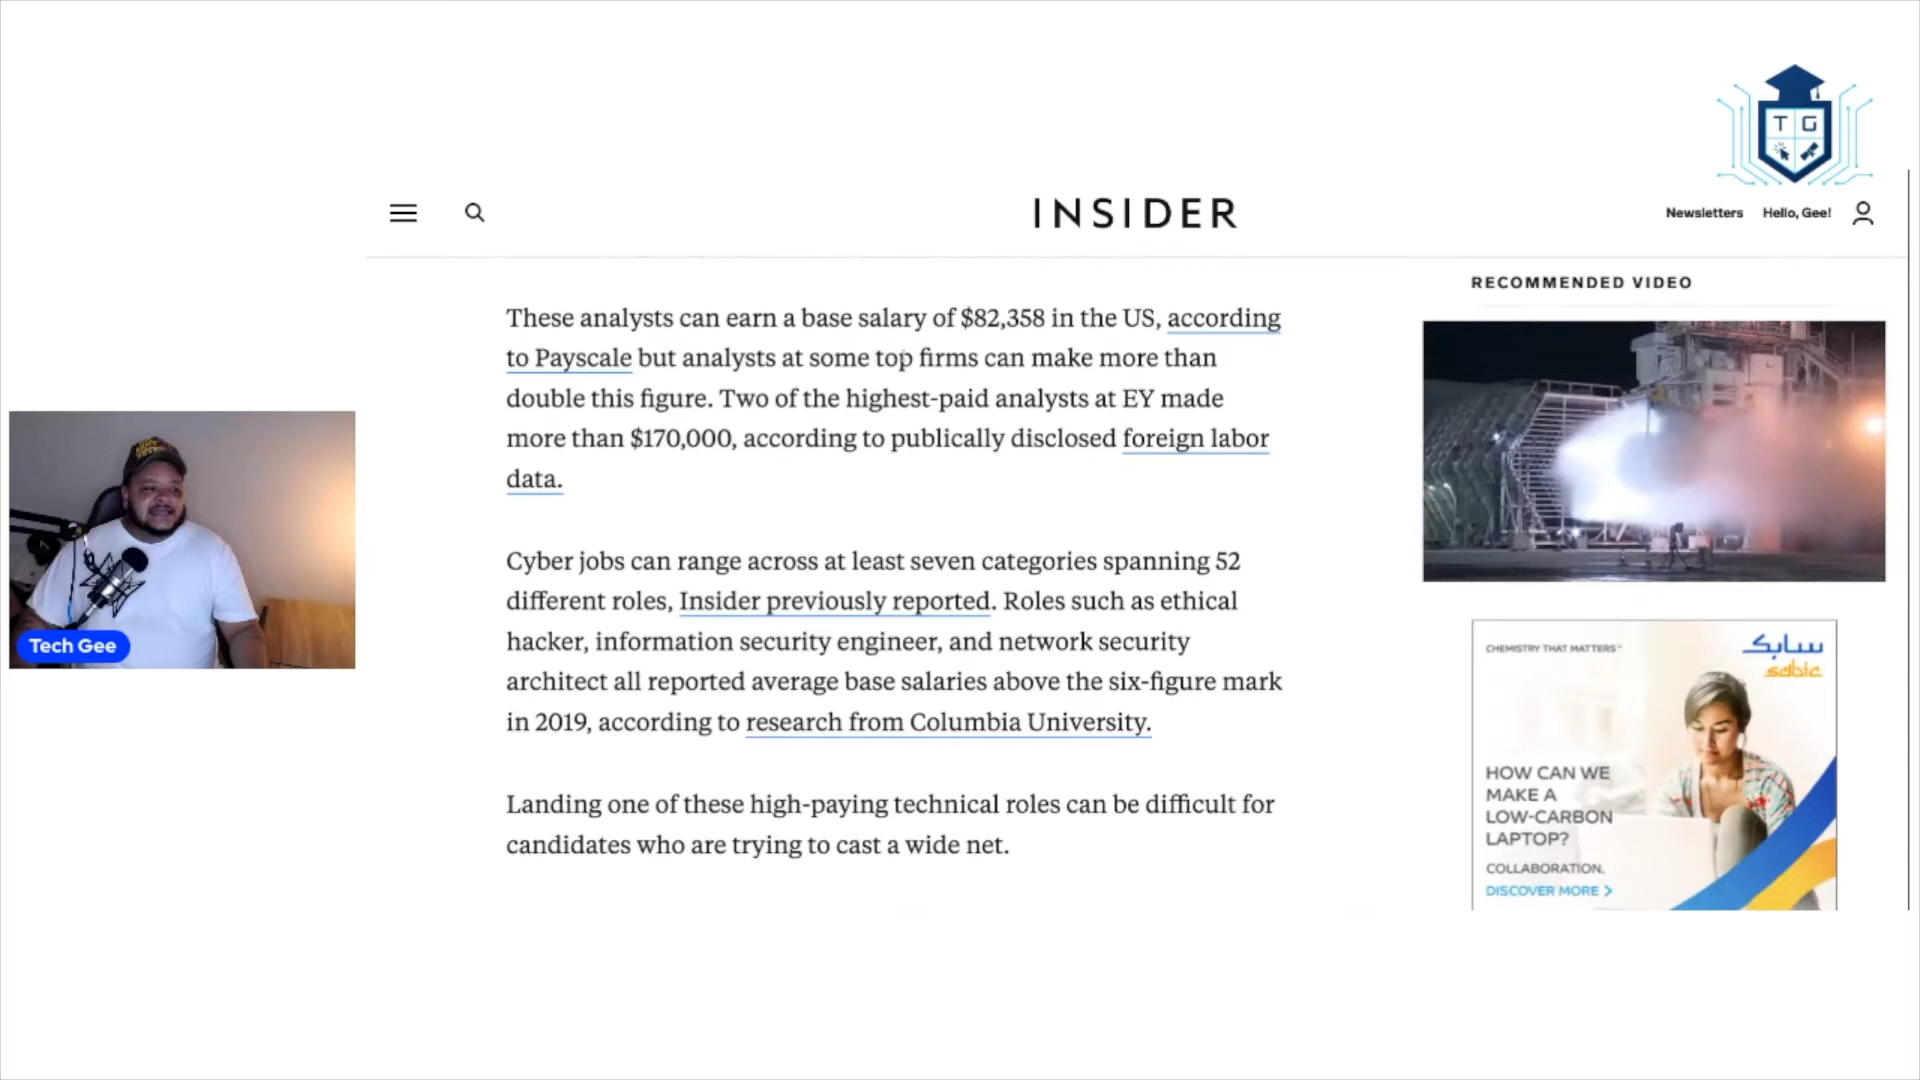 T G
INSIDER
Newsletters Hello, Gee!
These analysts can earn a base salary of $82,358 in the US, according
to Payscale but analysts at some top firms can make more than
double this figure. Two of the highest-paid analysts at EY made
more than $170,000, according to publically disclosed foreign labor
data.
Cyber jobs can range across at least seven categories spanning 52
different roles, Insider previously reported. Roles such as ethical
hacker, information security engineer, and network security
architect all reported average base salaries above the six-figure mark
in 2019, according to research from Columbia University.
Landing one of these high-paying technical roles can be difficult for
candidates who are trying to cast a wide net.
Tech Gee
RECOMMENDED VIDEO
CHEMISTRY THAT MATTERS™
سابك
sabic
HOW CAN WE
MAKE A
LOW-CARBON
LAPTOP?
COLLABORATION.
DISCOVER MORE >